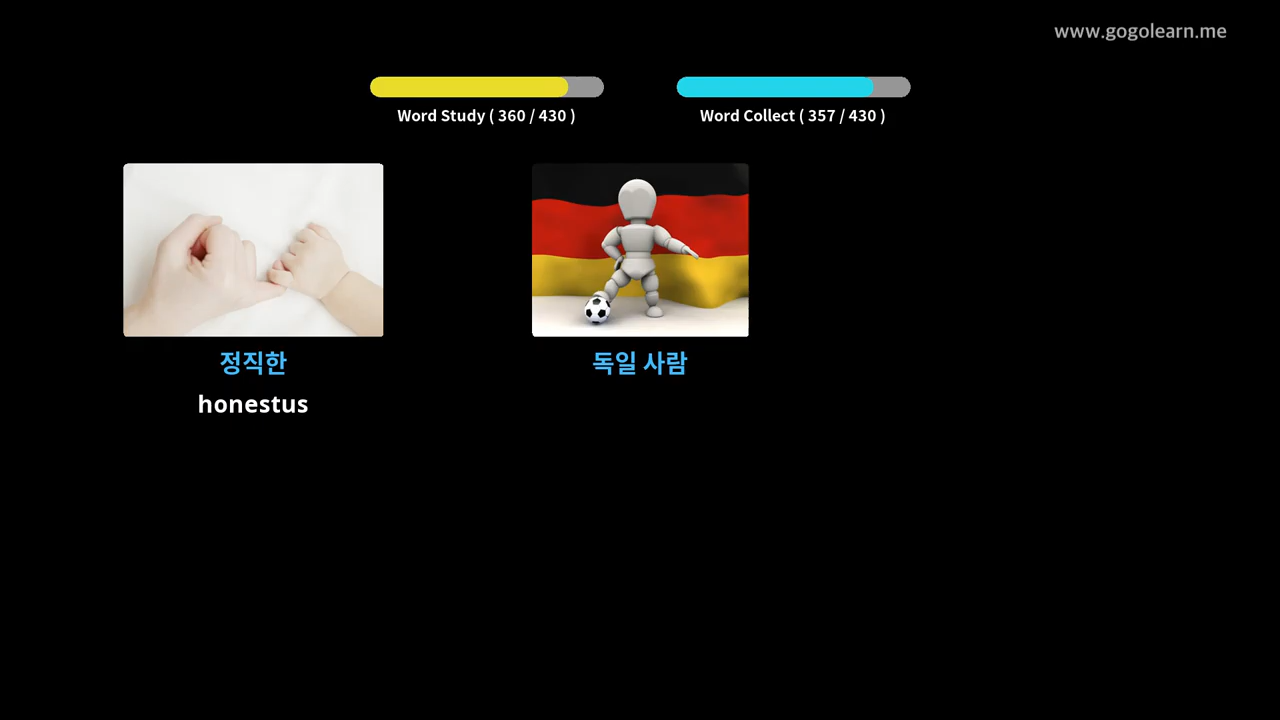 www.gogolearn.me
Word Study ( 360 / 430 )
Word Collect ( 357 / 430 )
정직한
honestus
독일 사람